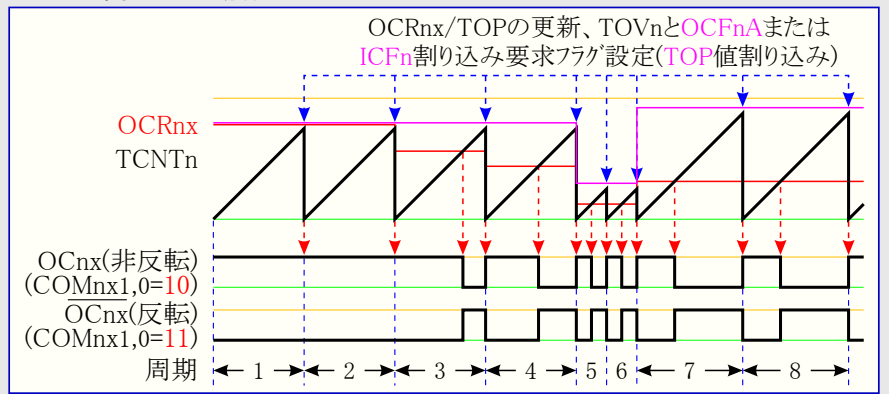 OCRnx/TOPの更新、TOVnとOCFnAまたは
ICFn割り込み要求フラグ設定(TOP値割り込み)
OCRnx
TCNTn
OCnx(非反転)
(COMnx1,0=10)
OCnx(反転)
(COMnx1,0=11)
周期 1 2 3 4 5 6 7 8